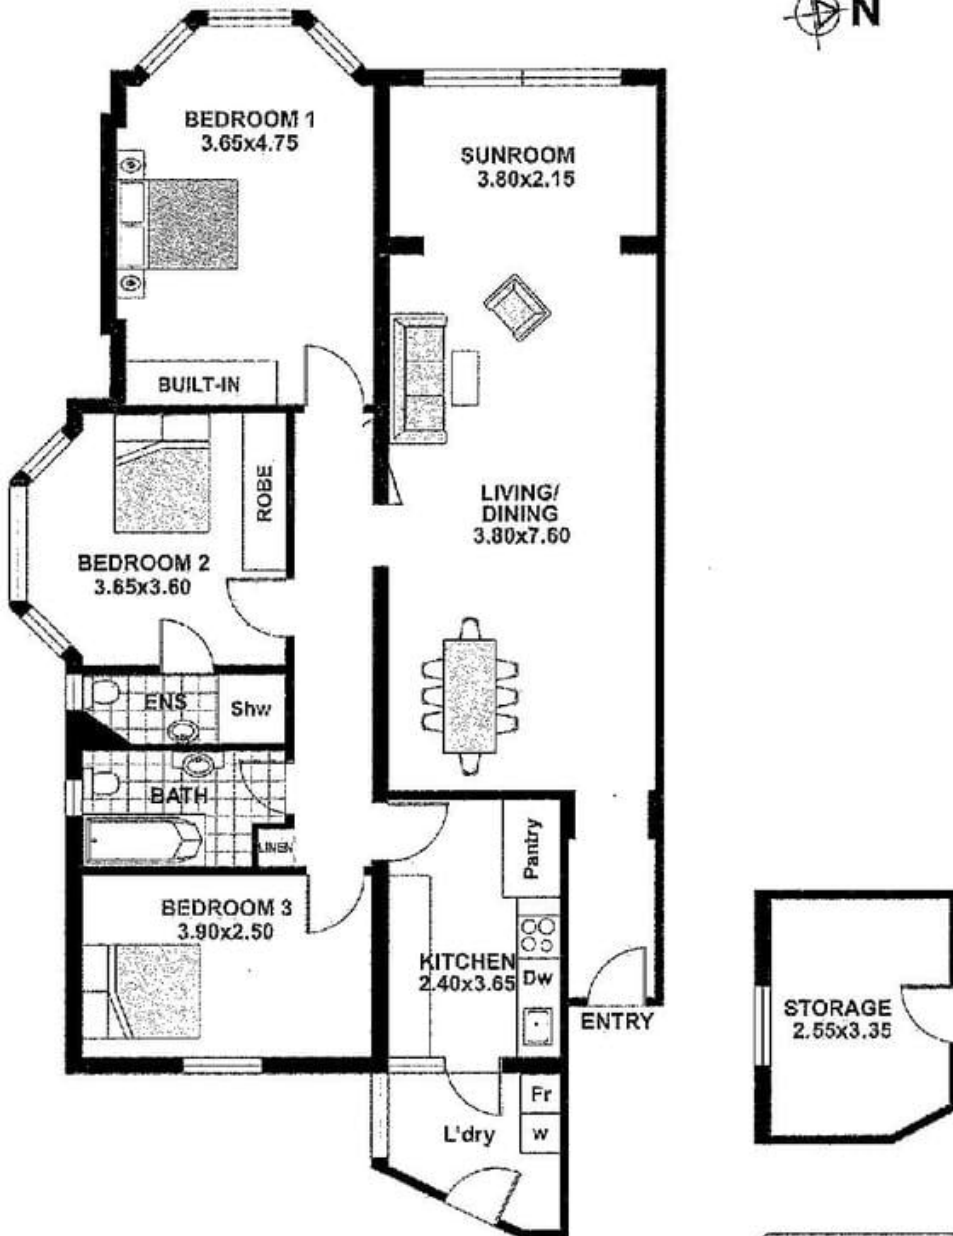 N
BEDROOM 1
3.65x4.75
SUNROOM
3.80x2.15
BUILT-IN
ROBE
LIVING/
DINING
3.80x7.60
BEDROOM 2
3.65x3.60
ENS
Shw
BATH
LINEN
Pantry
BEDROOM 3
3.90x2.50
KITCHEN
2.40x3.65
Dw
ENTRY
STORAGE
2.55x3.35
Fr
L'dry
W